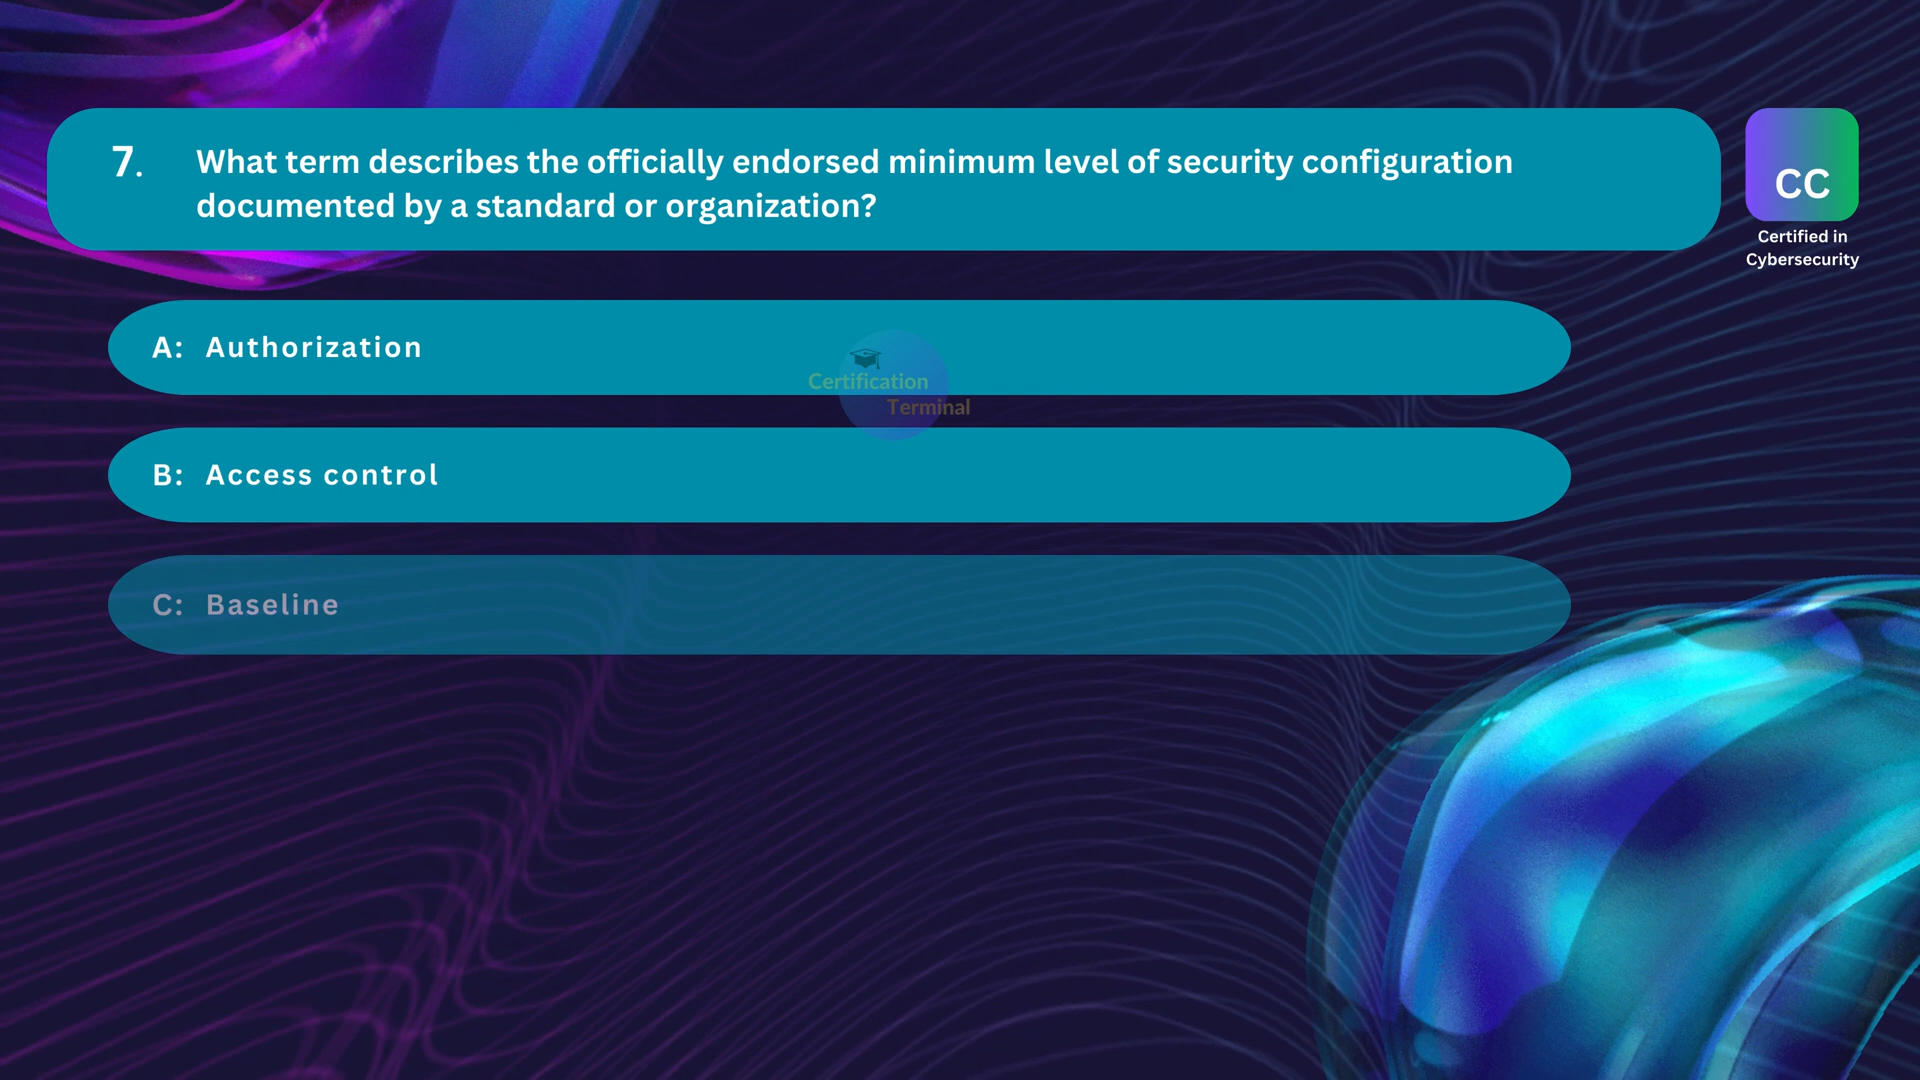 7. What term describes the officially endorsed minimum level of security configuration
documented by a standard or organization?
CC
Certified in
Cybersecurity
A: Authorization
Certification
Terminal
B: Access control
C: Baseline